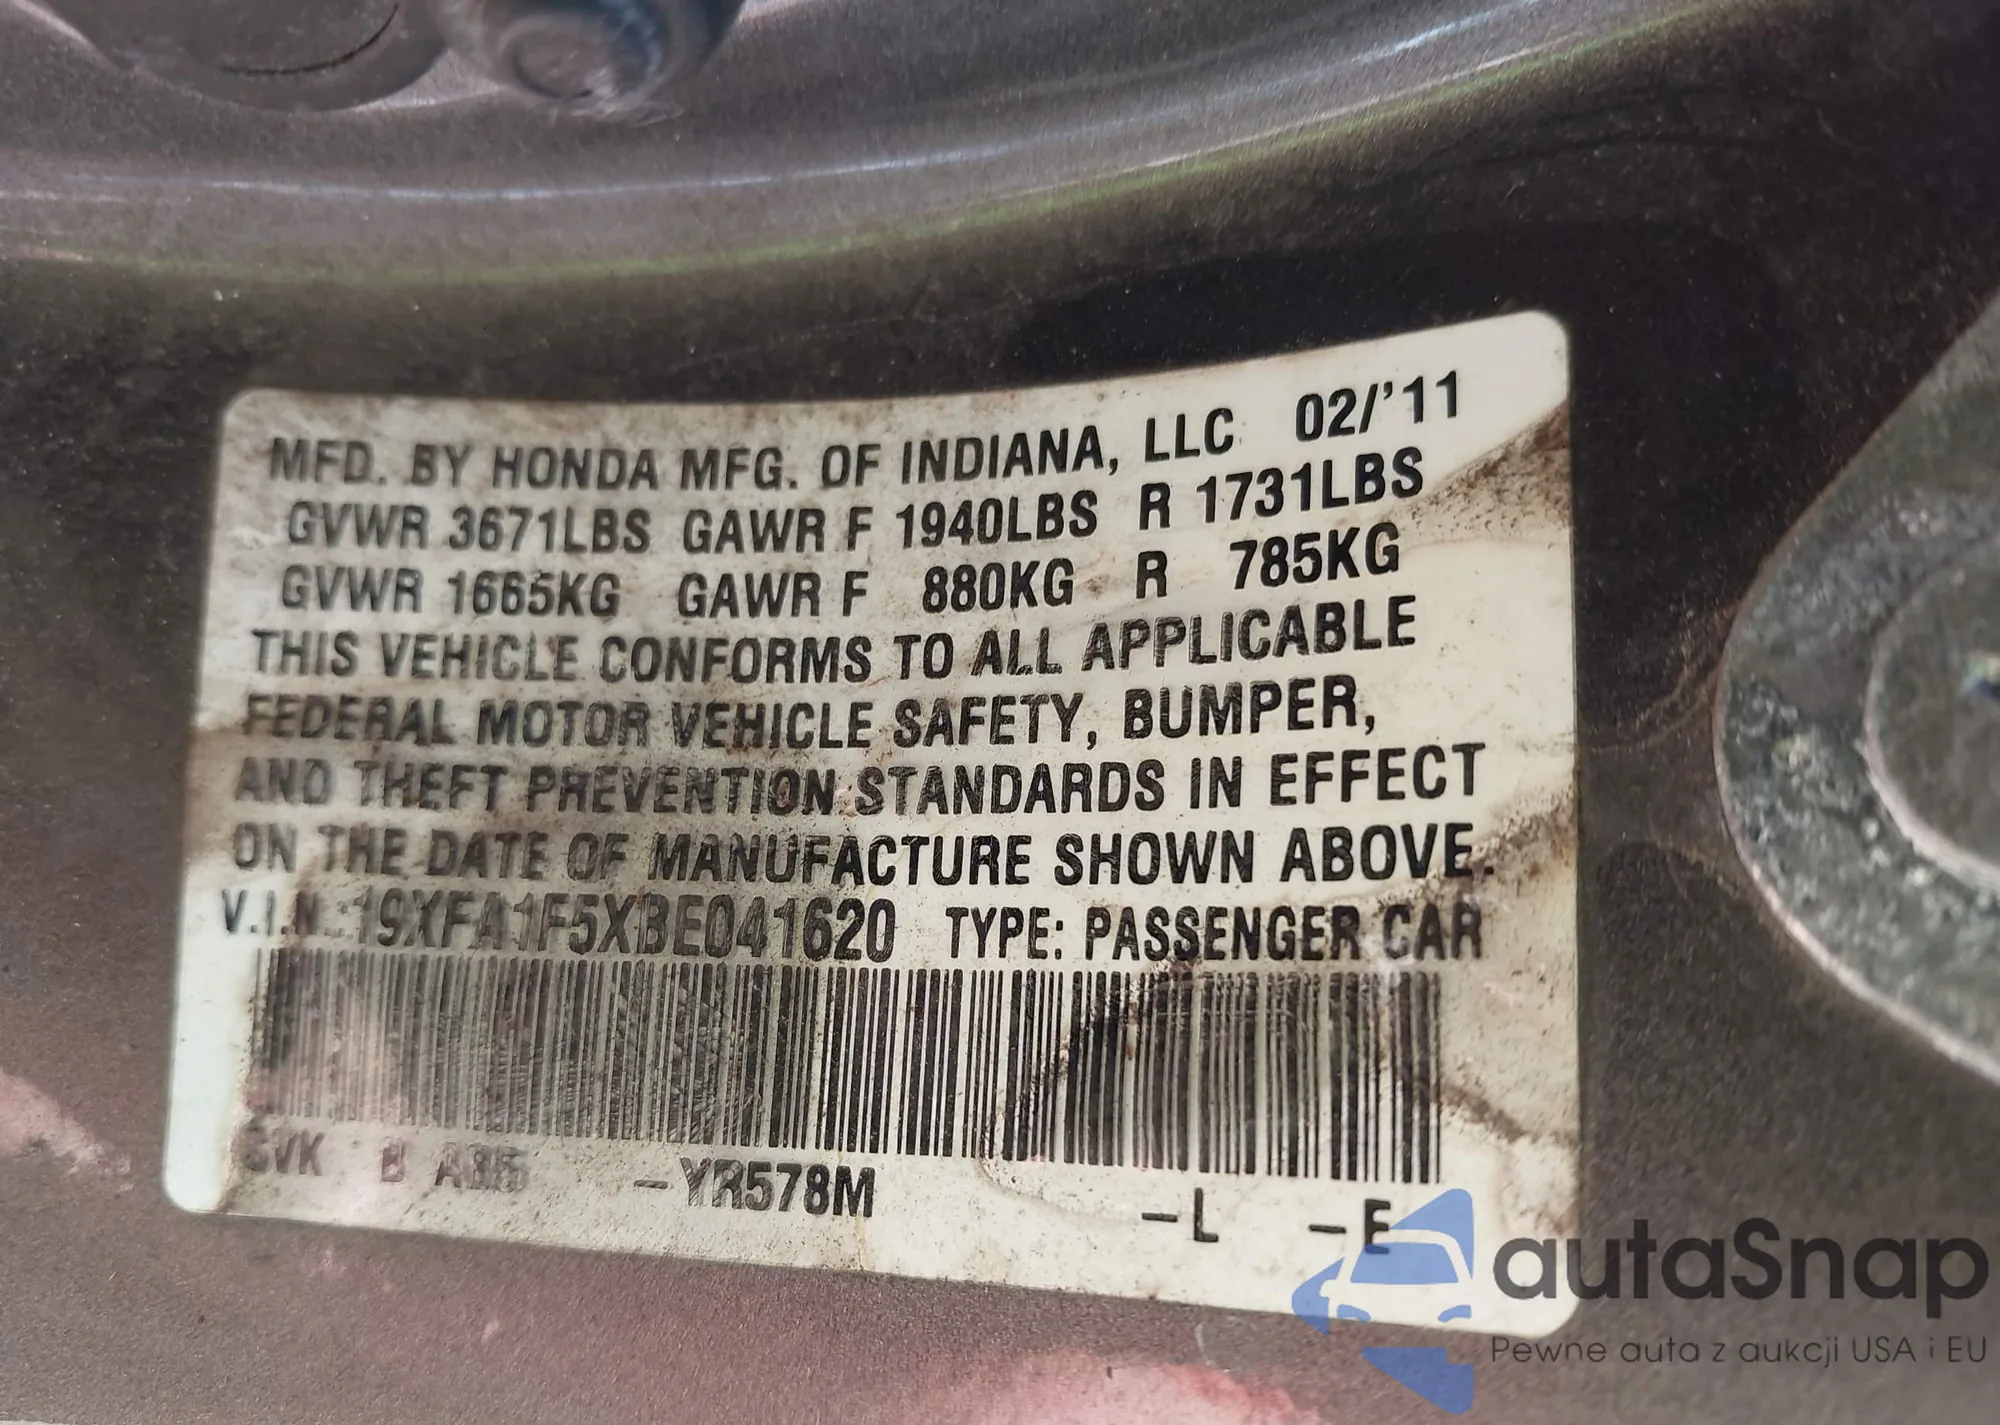 MFD. BY HONDA MFG. OF INDIANA, LLC 02/'11
GVWR 3671LBS GAWR F 1940LBS R 1731LBS
GVWR 1665KG GAWR F 880KG R 785KG
THIS VEHICLE CONFORMS TO ALL APPLICABLE
FEDERAL MOTOR VEHICLE SAFETY, BUMPER,
AND THEFT PREVENTION STANDARDS IN EFFECT
ON THE DATE OF MANUFACTURE SHOWN ABOVE.
V.I.N.:19XFA1F5XBE041620 TYPE: PASSENGER CAR
B -YR578M -L -E
autaSnap
Pewne auta z aukcji USA i EU